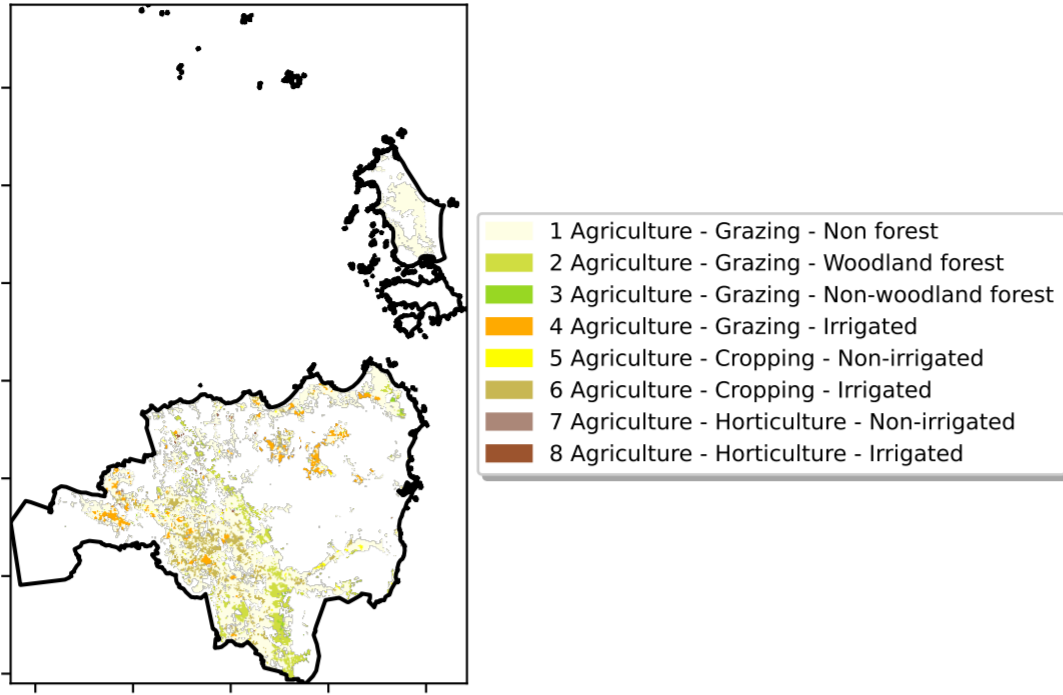 1 Agriculture - Grazing - Non forest
2 Agriculture - Grazing - Woodland forest
3 Agriculture - Grazing - Non-woodland forest
4 Agriculture - Grazing - Irrigated
5 Agriculture - Cropping - Non-irrigated
6 Agriculture - Cropping - Irrigated
7 Agriculture - Horticulture - Non-irrigated
8 Agriculture - Horticulture - Irrigated